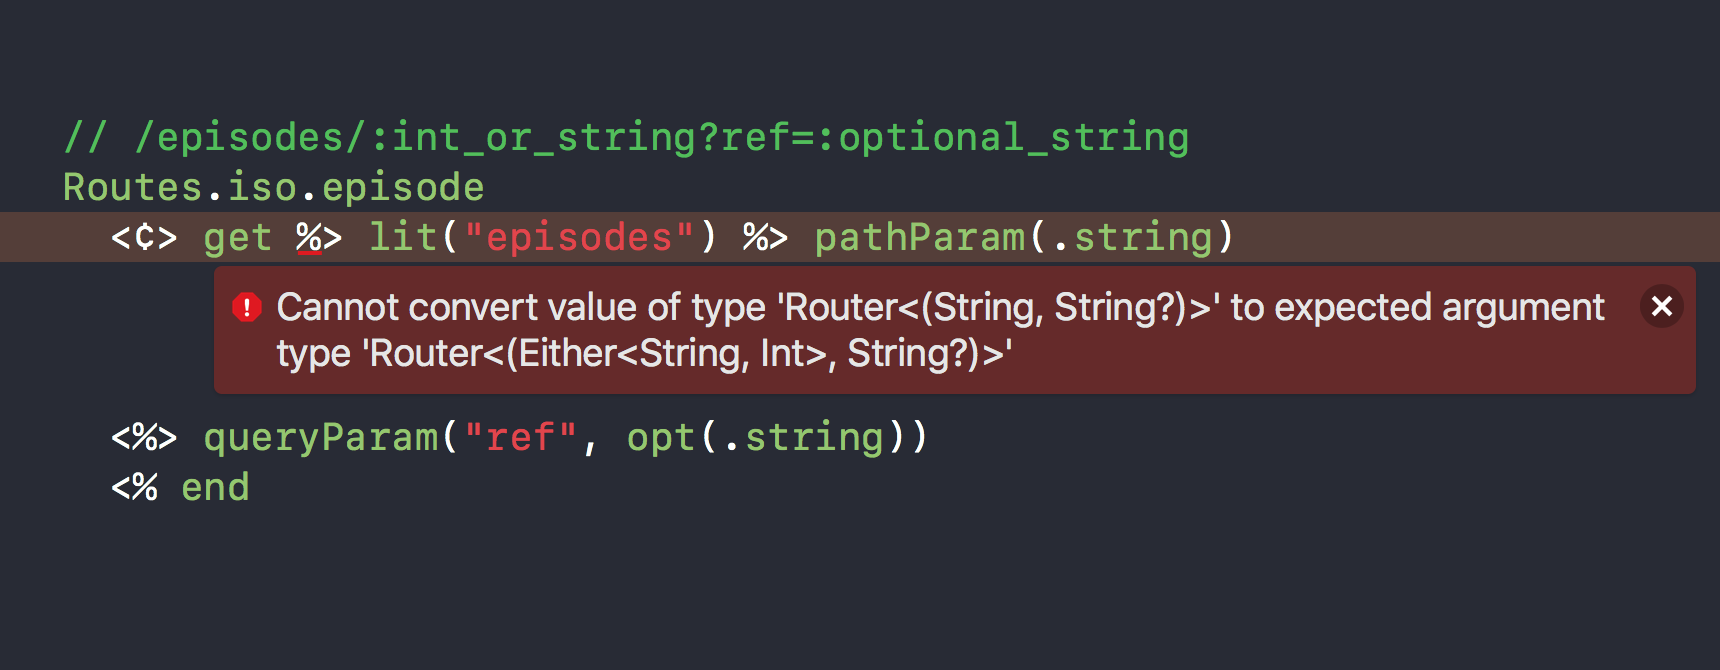 // /episodes/:int_or_string?ref=:optional_string
Routes.iso.episode
<¢> get %> lit("episodes") %> pathParam(.string)
Cannot convert value of type 'Router<(String, String?)>' to expected argument
type 'Router<(Either<String, Int>, String?)>'
<%> queryParam("ref", opt(.string))
<% end